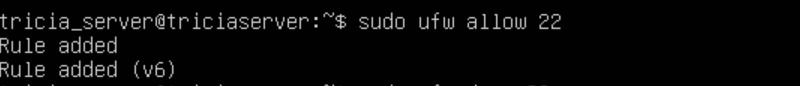 tricia_server@triciaserver:~$ sudo ufw allow 22
Rule added
Rule added (v6)